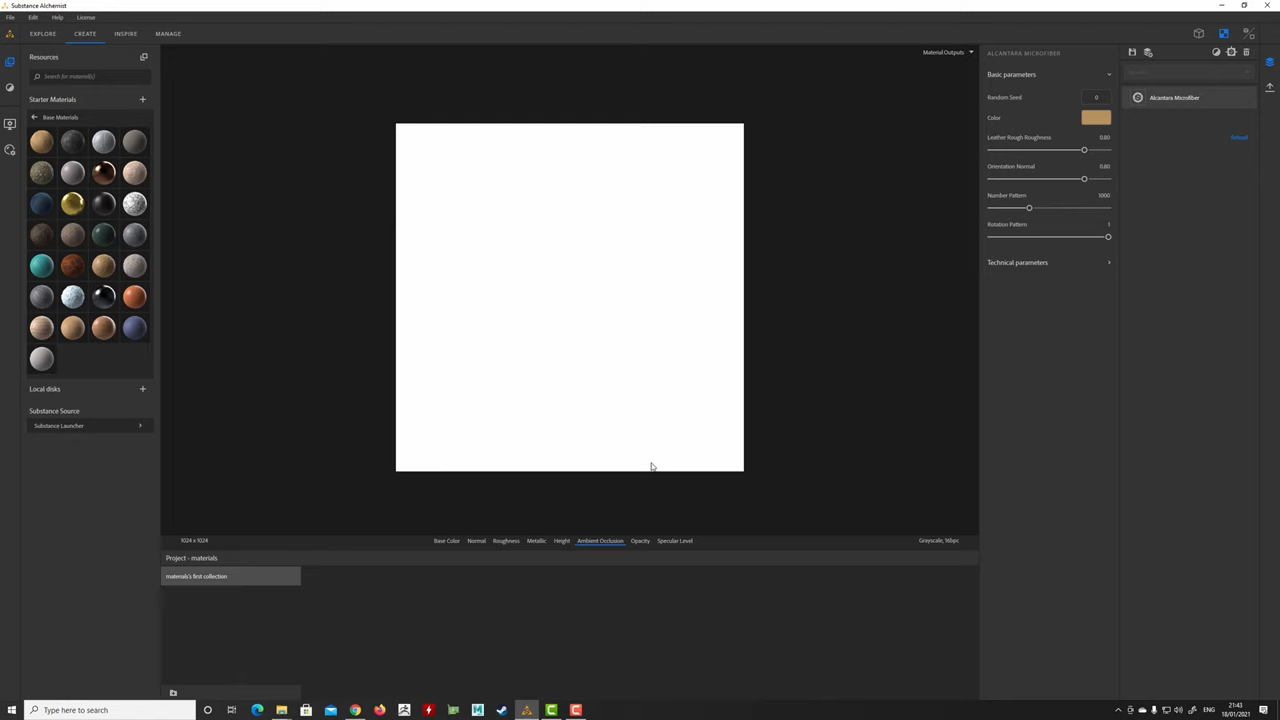 Substance Alchemist
File Edit Help License
EXPLORE CREATE INSPIRE MANAGE
Resources
Search for material(s)
Starter Materials
Base Materials
Local disks
Substance Source
Substance Launcher
Material Outputs
1024 x 1024
Base Color Normal Roughness Metallic Height Ambient Occlusion Opacity Specular Level
Grayscale, 16bpc
Project - materials
materials's first collection
ALCANTARA MICROFIBER
Basic parameters
Random Seed 0
Color
Leather Rough Roughness 0.80
Orientation Normal 0.80
Number Pattern 1000
Rotation Pattern 1
Technical parameters
Alcantara Microfiber
Reload
Type here to search
ENG
21:43
18/01/2021